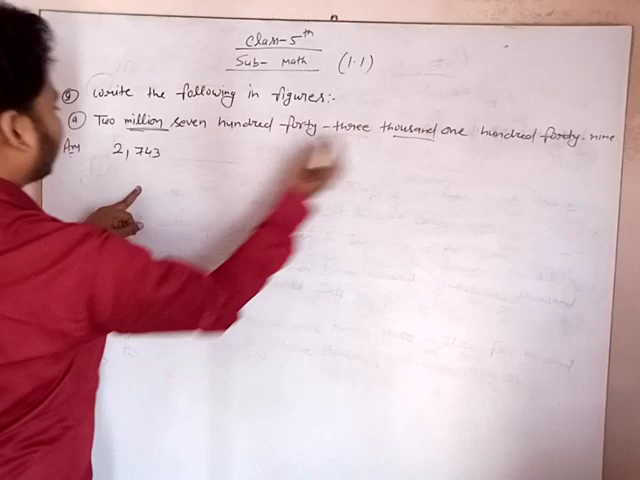 Class-5th
Sub- Math (1.1)
9 Write the following in figures:-
a Two million seven hundred forty-three thousand one hundred forty-nine
Ans 2,743